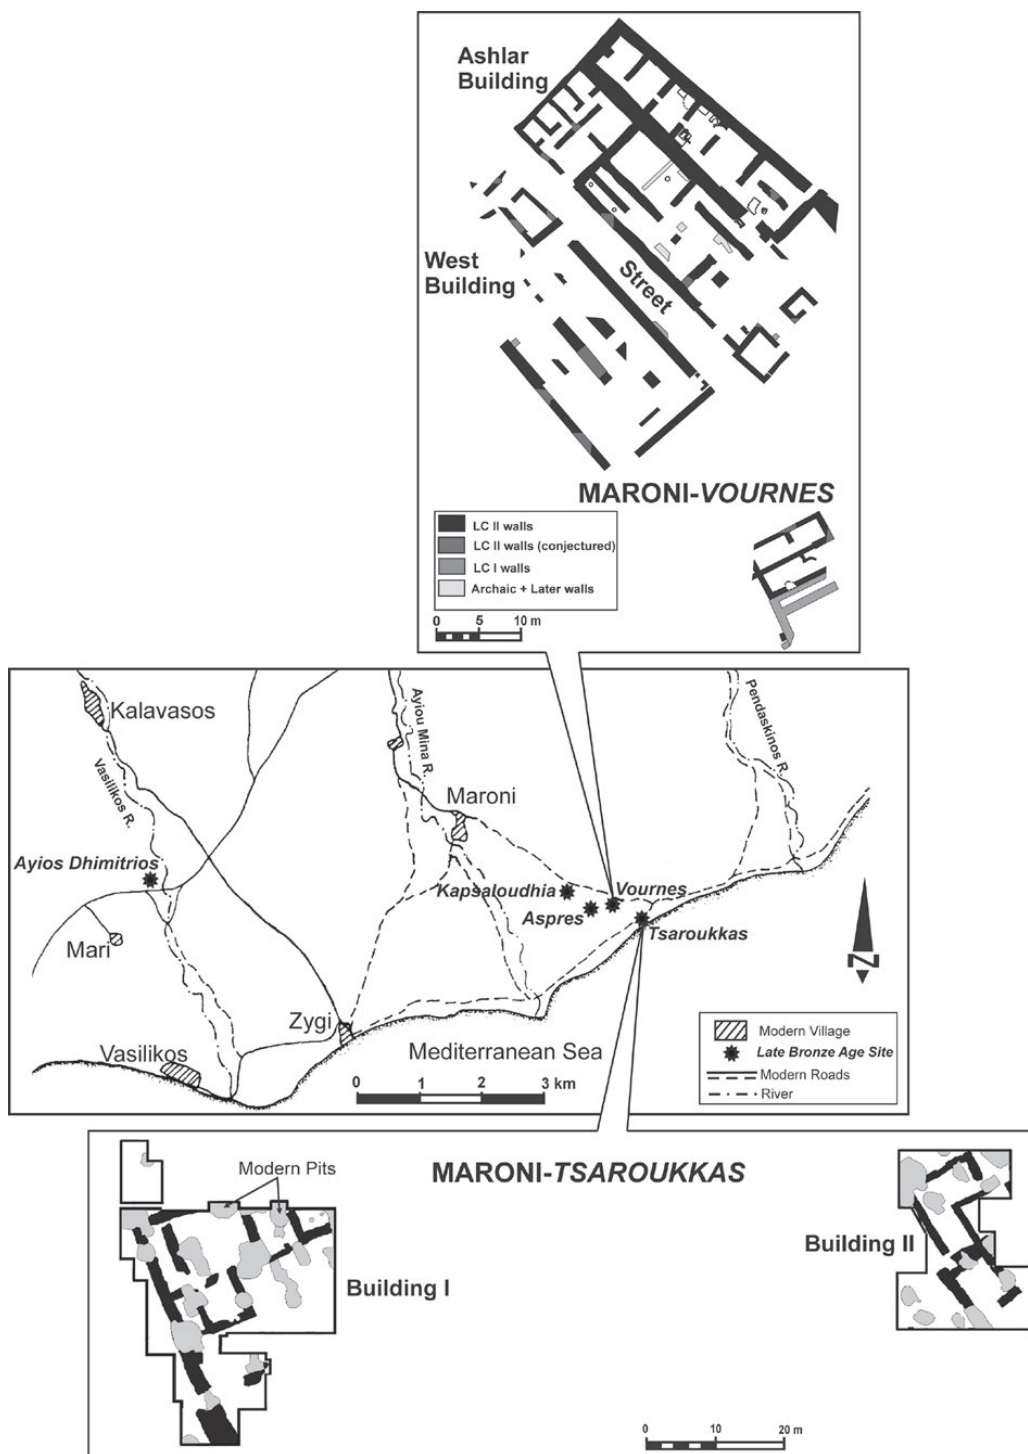 Ashlar
Building
West
Building
Street
MARONI-VOURNES
LC II walls
LC II walls (conjectured)
LC I walls
Archaic + Later walls
0 5 10 m
Kalavasos
Vasilikos R.
Ayiou Mina R.
Pendaskinos R.
Maroni
Ayios Dhimitrios
Kapsaloudhia
Vournes
Aspres
Tsaroukkas
Mari
Zygi
Vasilikos
Mediterranean Sea
0 1 2 3 km
N
Modern Village
Late Bronze Age Site
Modern Roads
River
MARONI-TSAROUKKAS
Modern Pits
Building I
Building II
0 10 20 m